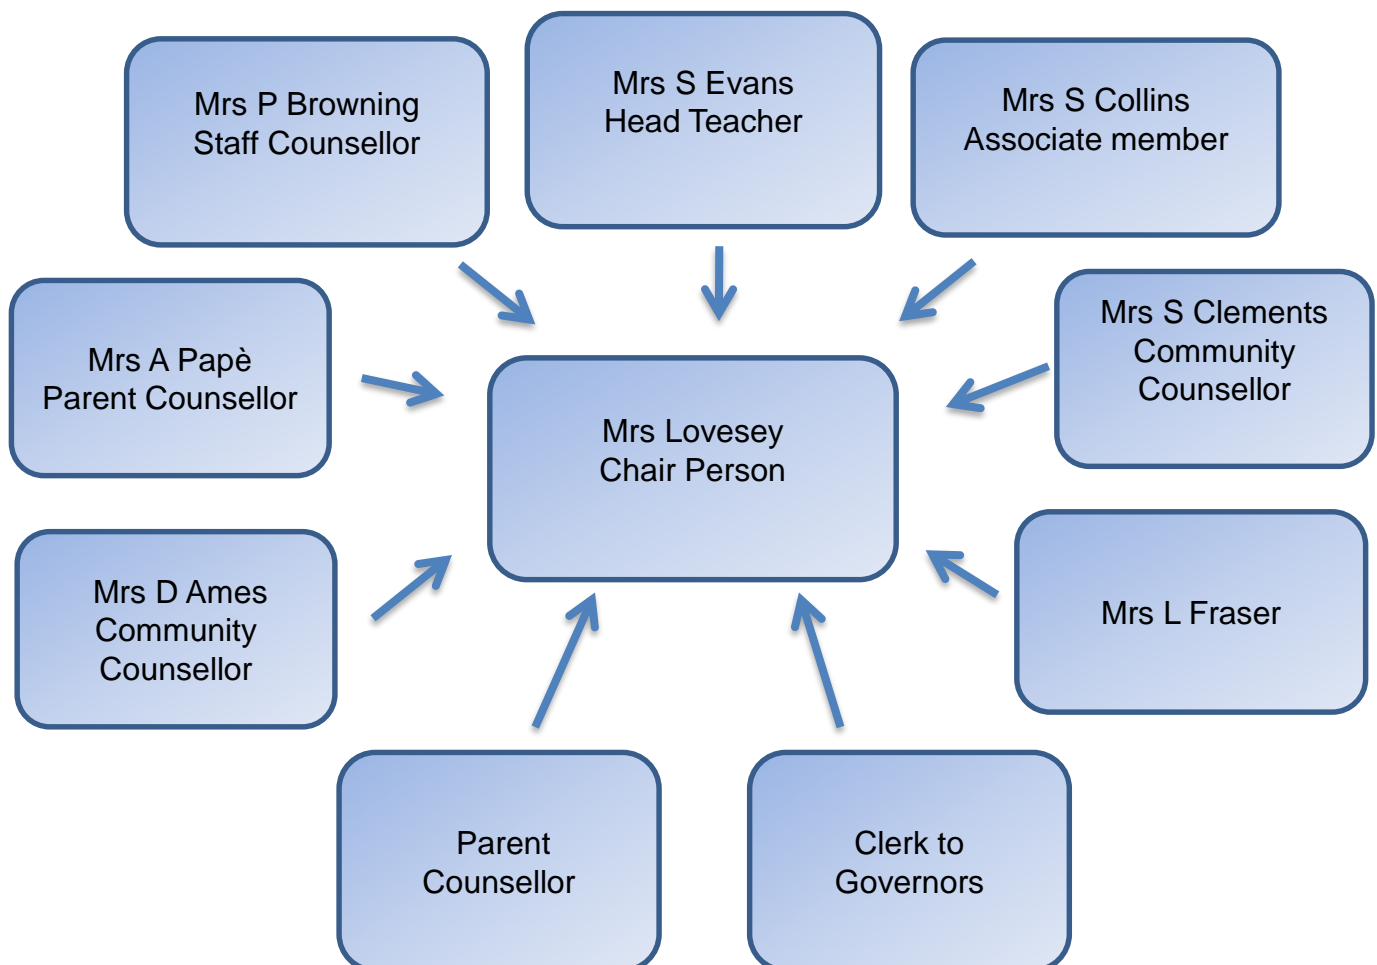 Mrs P Browning
Staff Counsellor
Mrs S Evans
Head Teacher
Mrs S Collins
Associate member
Mrs A Papè
Parent Counsellor
Mrs Lovesey
Chair Person
Mrs S Clements
Community
Counsellor
Mrs D Ames
Community
Counsellor
Mrs L Fraser
Parent
Counsellor
Clerk to
Governors